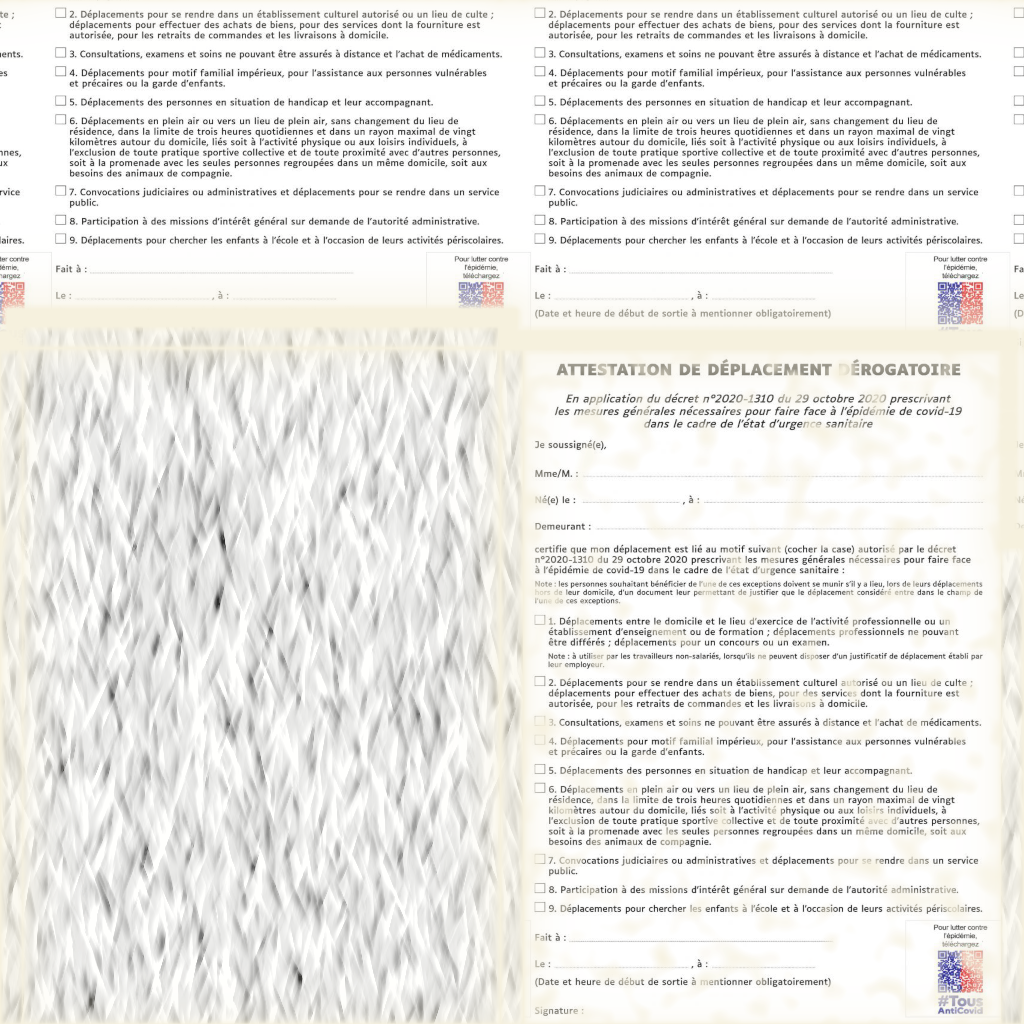 2. Déplacements pour se rendre dans un établissement culturel autorisé ou un lieu de culte ;
déplacements pour effectuer des achats de biens, pour des services dont la fourniture est
autorisée, pour les retraits de commandes et les livraisons à domicile.
3. Consultations, examens et soins ne pouvant être assurés à distance et l'achat de médicaments.
4. Déplacements pour motif familial impérieux, pour l'assistance aux personnes vulnérables
et précaires ou la garde d'enfants.
5. Déplacements des personnes en situation de handicap et leur accompagnant.
6. Déplacements en plein air ou vers un lieu de plein air, sans changement du lieu de
résidence, dans la limite de trois heures quotidiennes et dans un rayon maximal de vingt
kilomètres autour du domicile, liés soit à l'activité physique ou aux loisirs individuels, à
l'exclusion de toute pratique sportive collective et de toute proximité avec d'autres personnes,
soit à la promenade avec les seules personnes regroupées dans un même domicile, soit aux
besoins des animaux de compagnie.
7. Convocations judiciaires ou administratives et déplacements pour se rendre dans un service
public.
8. Participation à des missions d'intérêt général sur demande de l'autorité administrative.
9. Déplacements pour chercher les enfants à l'école et à l'occasion de leurs activités périscolaires.
Fait à :
Le : , à :
Pour lutter contre
l'épidémie,
téléchargez
2. Déplacements pour se rendre dans un établissement culturel autorisé ou un lieu de culte ;
déplacements pour effectuer des achats de biens, pour des services dont la fourniture est
autorisée, pour les retraits de commandes et les livraisons à domicile.
3. Consultations, examens et soins ne pouvant être assurés à distance et l'achat de médicaments.
4. Déplacements pour motif familial impérieux, pour l'assistance aux personnes vulnérables
et précaires ou la garde d'enfants.
5. Déplacements des personnes en situation de handicap et leur accompagnant.
6. Déplacements en plein air ou vers un lieu de plein air, sans changement du lieu de
résidence, dans la limite de trois heures quotidiennes et dans un rayon maximal de vingt
kilomètres autour du domicile, liés soit à l'activité physique ou aux loisirs individuels, à
l'exclusion de toute pratique sportive collective et de toute proximité avec d'autres personnes,
soit à la promenade avec les seules personnes regroupées dans un même domicile, soit aux
besoins des animaux de compagnie.
7. Convocations judiciaires ou administratives et déplacements pour se rendre dans un service
public.
8. Participation à des missions d'intérêt général sur demande de l'autorité administrative.
9. Déplacements pour chercher les enfants à l'école et à l'occasion de leurs activités périscolaires.
Fait à :
Le : , à :
(Date et heure de début de sortie à mentionner obligatoirement)
Pour lutter contre
l'épidémie,
téléchargez
ATTESTATION DE DÉPLACEMENT DÉROGATOIRE
En application du décret n°2020-1310 du 29 octobre 2020 prescrivant
les mesures générales nécessaires pour faire face à l'épidémie de covid-19
dans le cadre de l'état d'urgence sanitaire
Je soussigné(e),
Mme/M. :
Né(e) le : , à :
Demeurant :
certifie que mon déplacement est lié au motif suivant (cocher la case) autorisé par le décret
n°2020-1310 du 29 octobre 2020 prescrivant les mesures générales nécessaires pour faire face
à l'épidémie de covid-19 dans le cadre de l'état d'urgence sanitaire :
Note : les personnes souhaitant bénéficier de l'une de ces exceptions doivent se munir s'il y a lieu, lors de leurs déplacements
hors de leur domicile, d'un document leur permettant de justifier que le déplacement considéré entre dans le champ de
l'une de ces exceptions.
1. Déplacements entre le domicile et le lieu d'exercice de l'activité professionnelle ou un
établissement d'enseignement ou de formation ; déplacements professionnels ne pouvant
être différés ; déplacements pour un concours ou un examen.
Note : à utiliser par les travailleurs non-salariés, lorsqu'ils ne peuvent disposer d'un justificatif de déplacement établi par
leur employeur.
2. Déplacements pour se rendre dans un établissement culturel autorisé ou un lieu de culte ;
déplacements pour effectuer des achats de biens, pour des services dont la fourniture est
autorisée, pour les retraits de commandes et les livraisons à domicile.
3. Consultations, examens et soins ne pouvant être assurés à distance et l'achat de médicaments.
4. Déplacements pour motif familial impérieux, pour l'assistance aux personnes vulnérables
et précaires ou la garde d'enfants.
5. Déplacements des personnes en situation de handicap et leur accompagnant.
6. Déplacements en plein air ou vers un lieu de plein air, sans changement du lieu de
résidence, dans la limite de trois heures quotidiennes et dans un rayon maximal de vingt
kilomètres autour du domicile, liés soit à l'activité physique ou aux loisirs individuels, à
l'exclusion de toute pratique sportive collective et de toute proximité avec d'autres personnes,
soit à la promenade avec les seules personnes regroupées dans un même domicile, soit aux
besoins des animaux de compagnie.
7. Convocations judiciaires ou administratives et déplacements pour se rendre dans un service
public.
8. Participation à des missions d'intérêt général sur demande de l'autorité administrative.
9. Déplacements pour chercher les enfants à l'école et à l'occasion de leurs activités périscolaires.
Fait à :
Le : , à :
(Date et heure de début de sortie à mentionner obligatoirement)
Signature :
Pour lutter contre
l'épidémie,
téléchargez
#Tous
AntiCovid